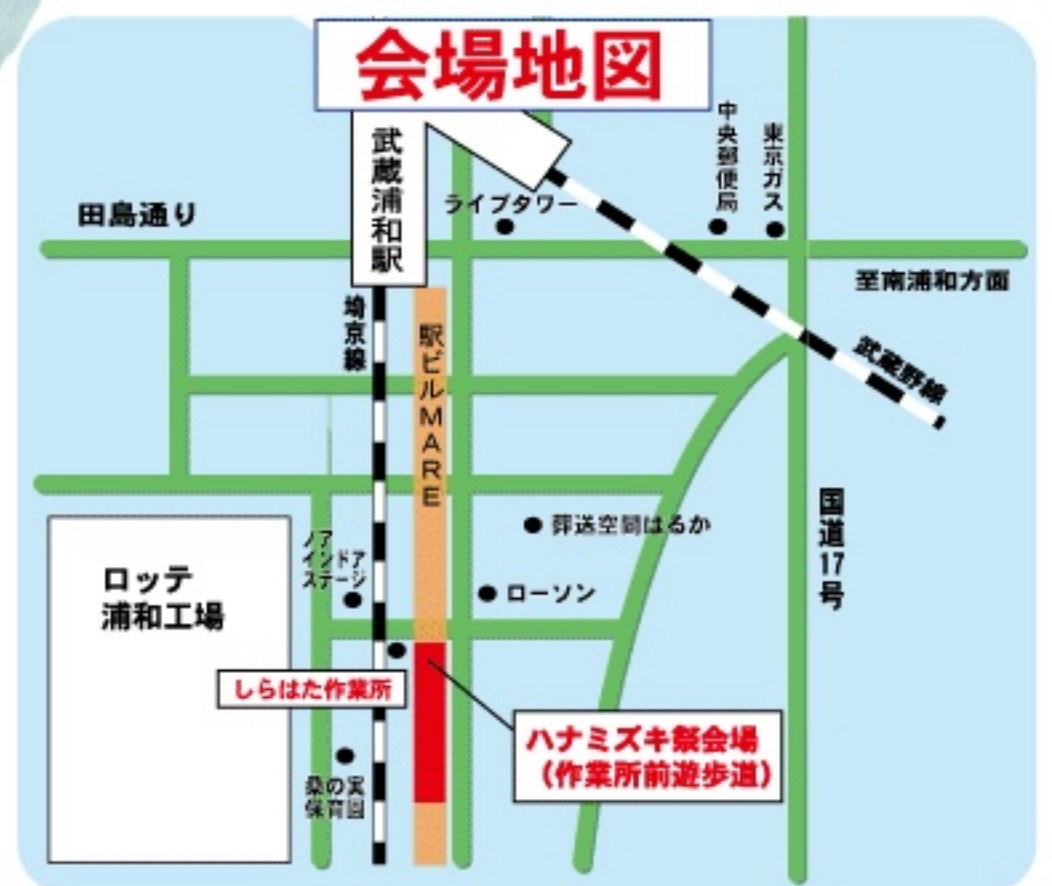 会場地図
武蔵浦和駅
中央郵便局
東京ガス
ライブタワー
田島通り
至南浦和方面
埼京線
駅ビルMARE
武蔵野線
国道17号
葬送空間はるか
ノア
インドア
ステージ
ローソン
ロッテ
浦和工場
しらはた作業所
ハナミズキ祭会場
（作業所前遊歩道）
桑の実
保育園